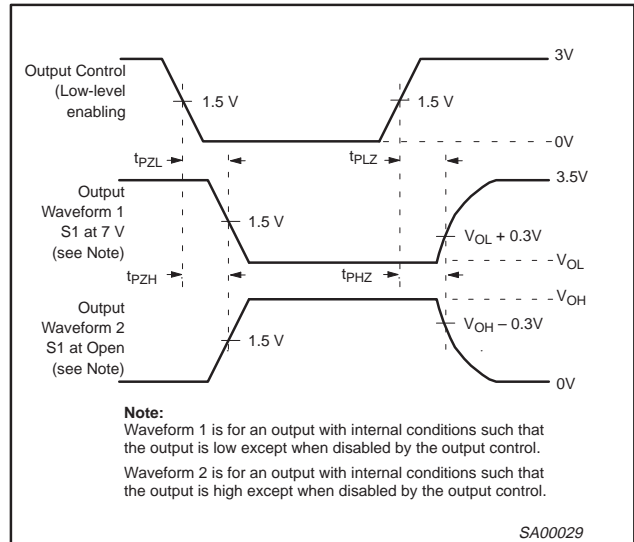 3V
Output Control
(Low-level
enabling
1.5 V
1.5 V
0V
tPZL
tPLZ
3.5V
Output
Waveform 1
S1 at 7 V
(see Note)
1.5 V
VOL + 0.3V
VOL
tPZH
tPHZ
VOH
Output
Waveform 2
S1 at Open
(see Note)
1.5 V
VOH – 0.3V
0V
Note:
Waveform 1 is for an output with internal conditions such that
the output is low except when disabled by the output control.
Waveform 2 is for an output with internal conditions such that
the output is high except when disabled by the output control.
SA00029